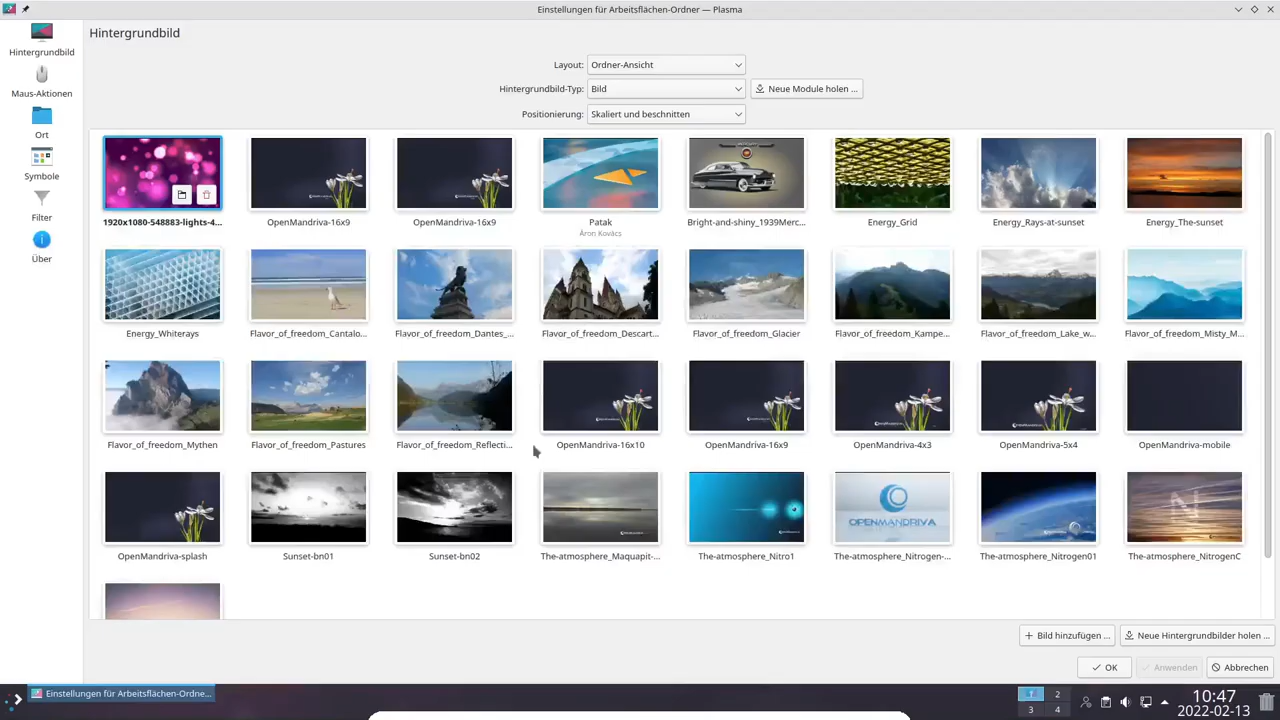 Einstellungen für Arbeitsflächen-Ordner — Plasma
Hintergrundbild
Hintergrundbild
Maus-Aktionen
Ort
Symbole
Filter
Über
Layout: Ordner-Ansicht
Hintergrundbild-Typ: Bild Neue Module holen ...
Positionierung: Skaliert und beschnitten
1920x1080-548883-lights-4... OpenMandriva-16x9 OpenMandriva-16x9 Patak Bright-and-shiny_1939Merc... Energy_Grid Energy_Rays-at-sunset Energy_The-sunset
Áron Kovács
Energy_Whiterays Flavor_of_freedom_Cantalo... Flavor_of_freedom_Dantes_... Flavor_of_freedom_Descart... Flavor_of_freedom_Glacier Flavor_of_freedom_Kampe... Flavor_of_freedom_Lake_w... Flavor_of_freedom_Misty_M...
Flavor_of_freedom_Mythen Flavor_of_freedom_Pastures Flavor_of_freedom_Reflecti... OpenMandriva-16x10 OpenMandriva-16x9 OpenMandriva-4x3 OpenMandriva-5x4 OpenMandriva-mobile
OPENMANDRIVA
OpenMandriva-splash Sunset-bn01 Sunset-bn02 The-atmosphere_Maquapit-... The-atmosphere_Nitro1 The-atmosphere_Nitrogen-... The-atmosphere_Nitrogen01 The-atmosphere_NitrogenC
Bild hinzufügen ... Neue Hintergrundbilder holen ...
OK Anwenden Abbrechen
Einstellungen für Arbeitsflächen-Ordne...
1 2
3 4
10:47
2022-02-13